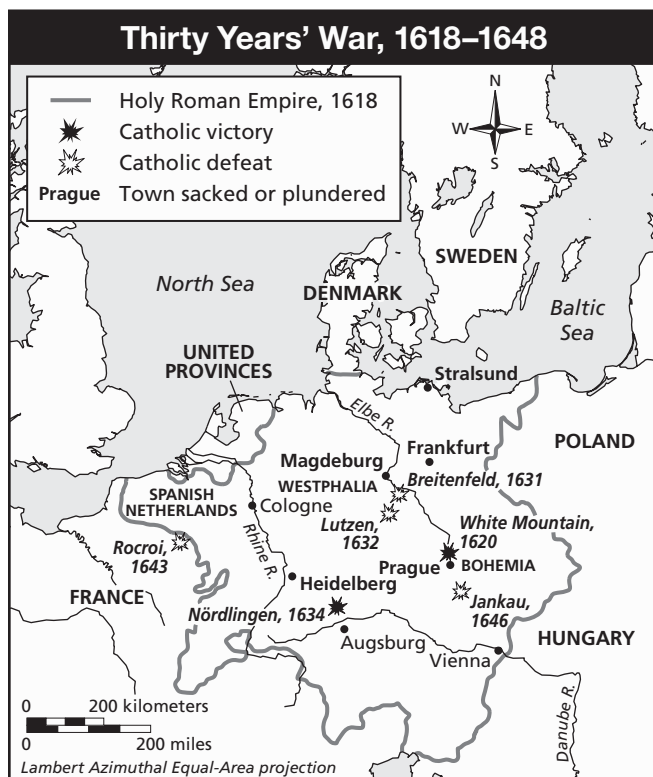 Thirty Years' War, 1618–1648
Holy Roman Empire, 1618
Catholic victory
Catholic defeat
Prague Town sacked or plundered
N
W E
S
SWEDEN
North Sea
DENMARK
Baltic
Sea
UNITED
PROVINCES
Stralsund
Elbe R.
Frankfurt
POLAND
Magdeburg
Breitenfeld, 1631
WESTPHALIA
SPANISH
NETHERLANDS
Cologne
Lutzen,
1632
White Mountain,
1620
Rocroi,
1643
Rhine R.
Prague
BOHEMIA
Heidelberg
FRANCE
Jankau,
1646
Nördlingen, 1634
HUNGARY
Augsburg
Vienna
Danube R.
0 200 kilometers
0 200 miles
Lambert Azimuthal Equal-Area projection